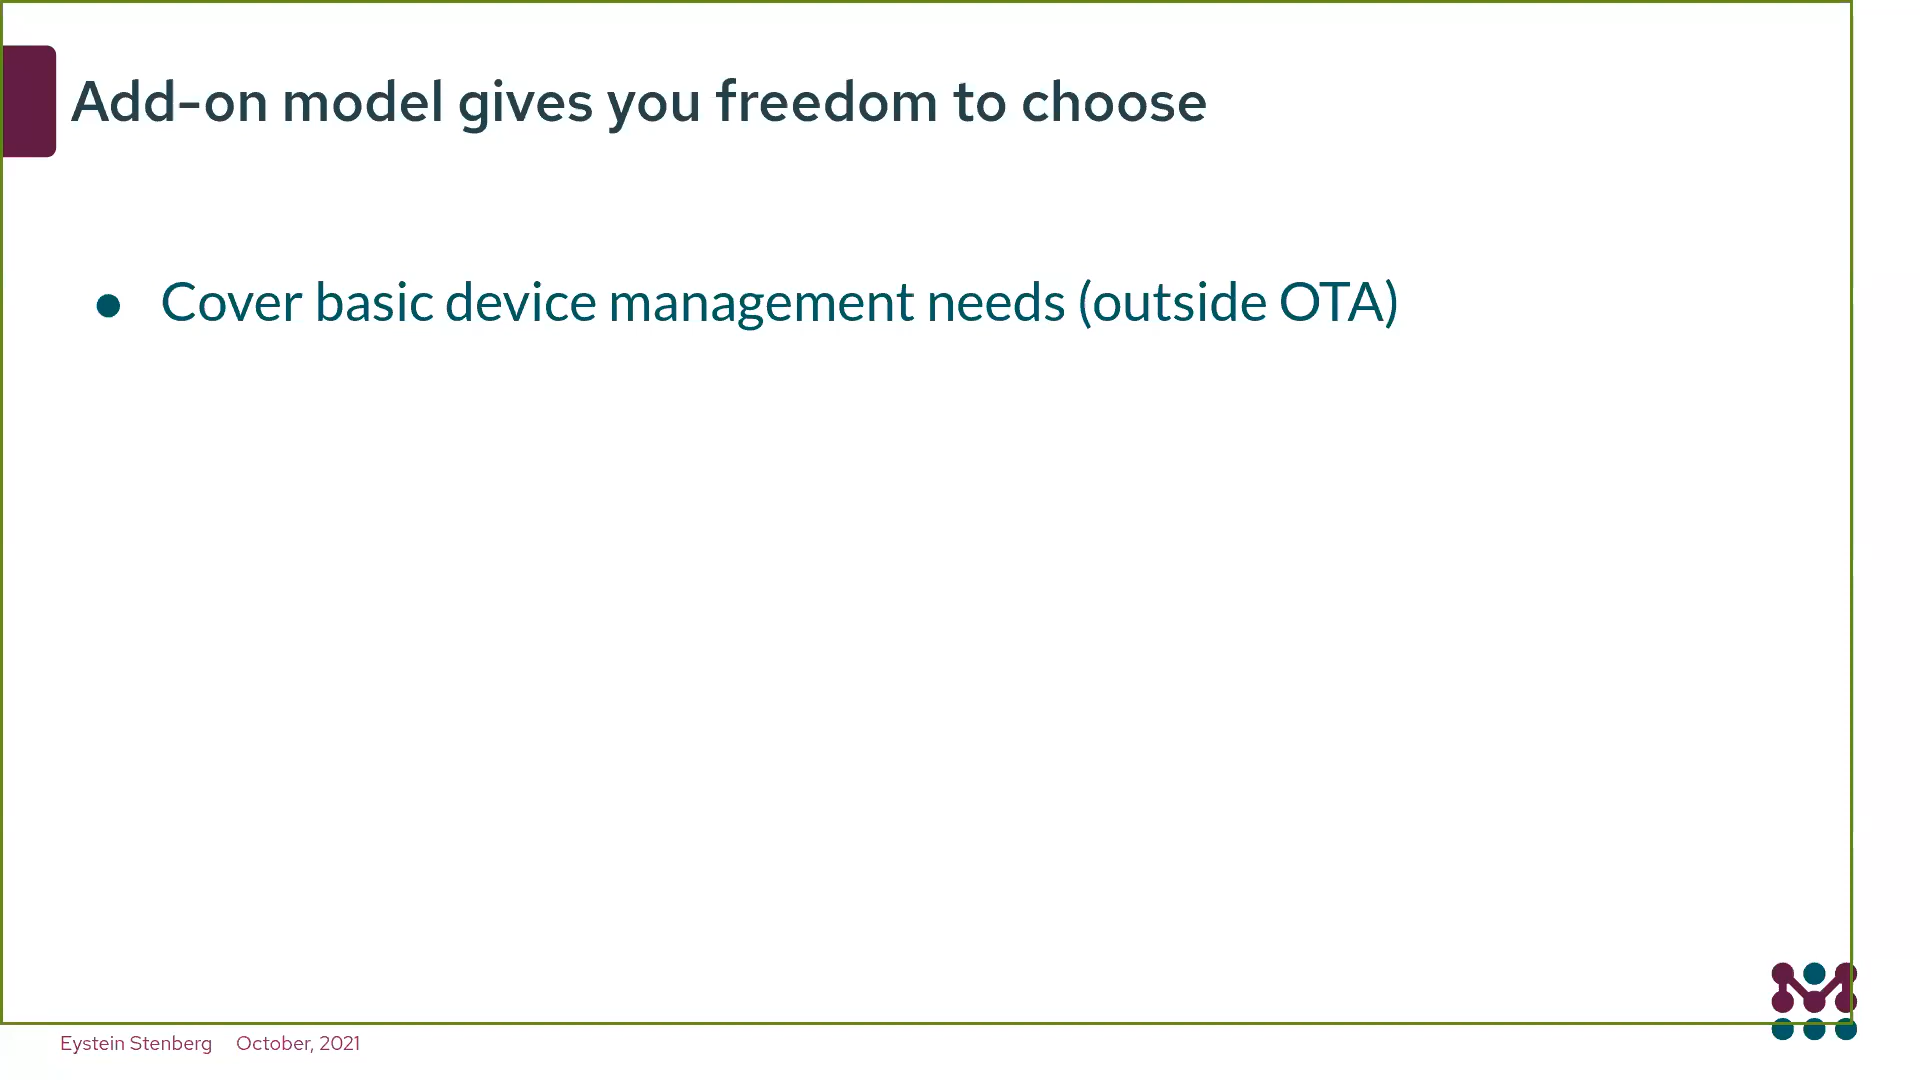 Add-on model gives you freedom to choose
● Cover basic device management needs (outside OTA)
Eystein Stenberg October, 2021